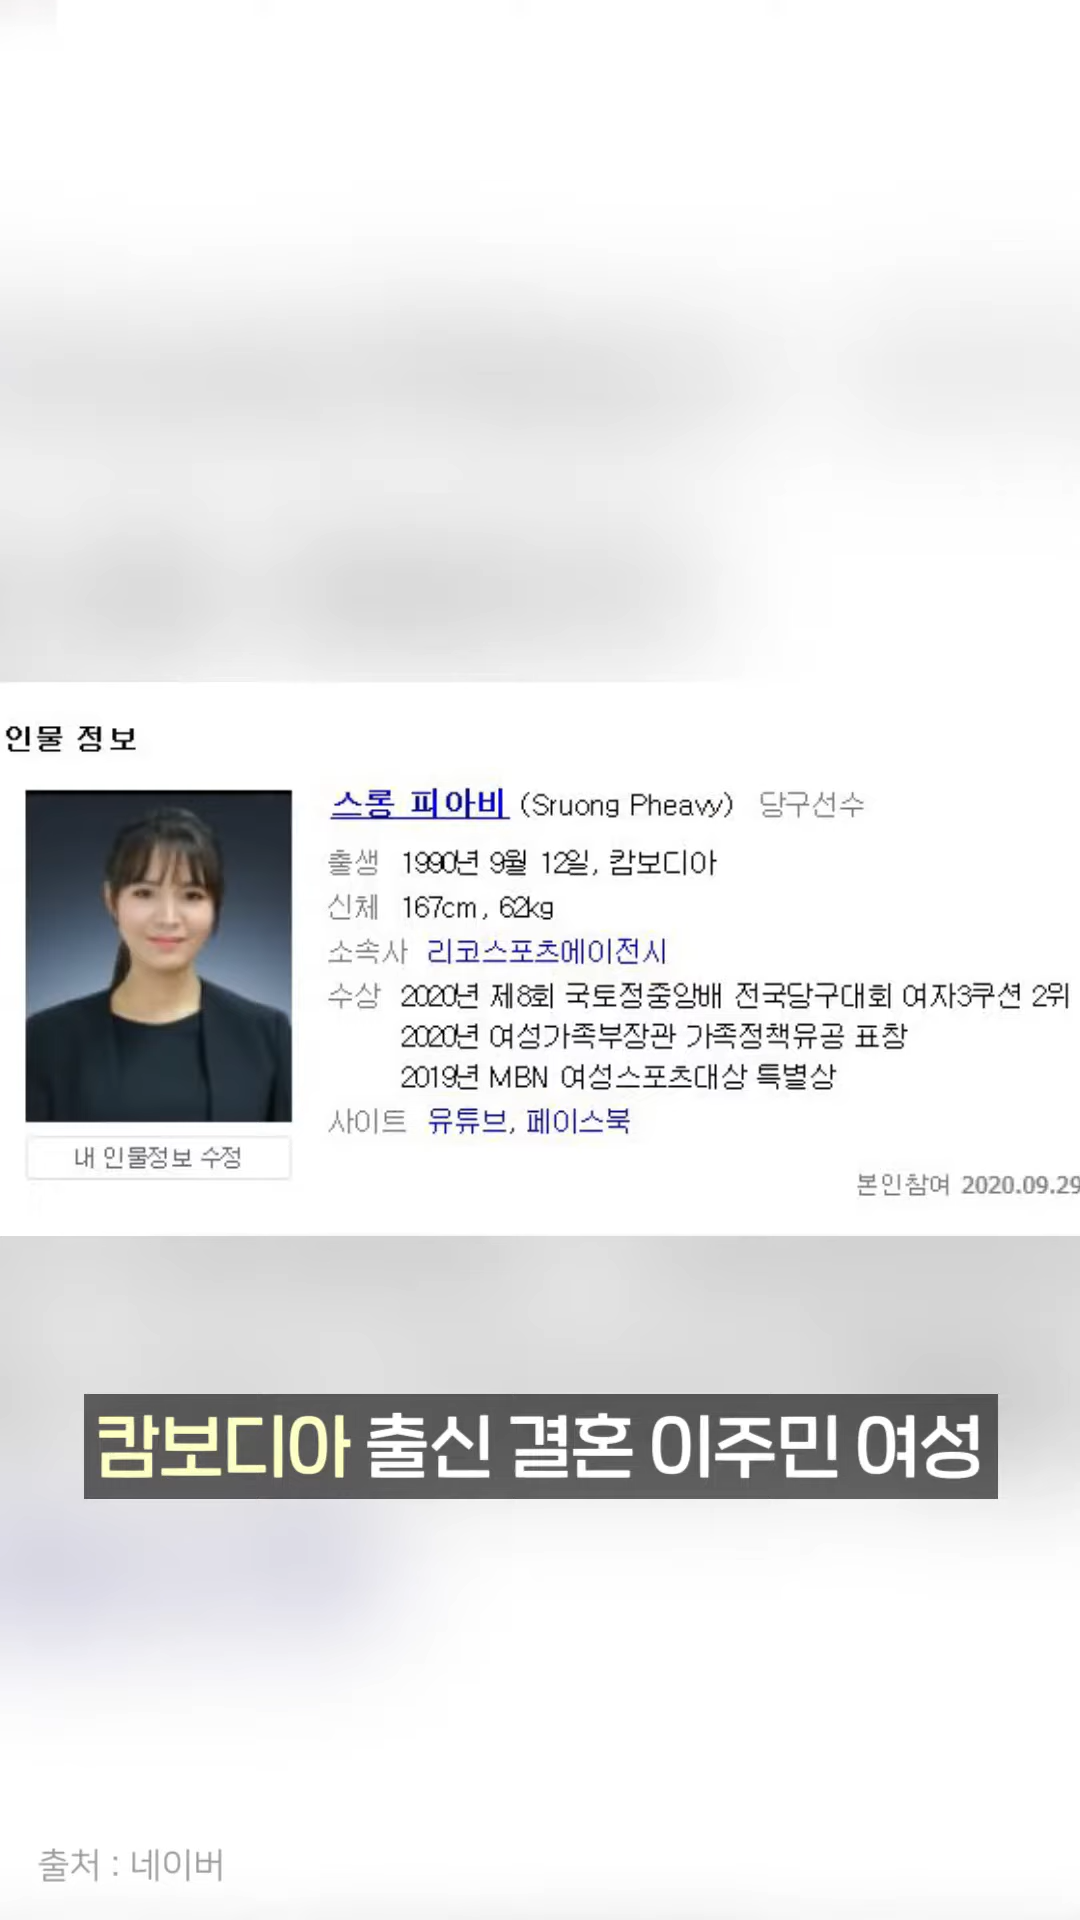 인물 정보
스롱 피아비 (Sruong Pheavy) 당구선수
출생 1990년 9월 12일, 캄보디아
신체 167cm, 62kg
소속사 리코스포츠에이전시
수상 2020년 제8회 국토정중앙배 전국당구대회 여자3쿠션 2위
2020년 여성가족부장관 가족정책유공 표창
2019년 MBN 여성스포츠대상 특별상
사이트 유튜브, 페이스북
내 인물정보 수정
본인참여 2020.09.29
캄보디아 출신 결혼 이주민 여성
출처 : 네이버